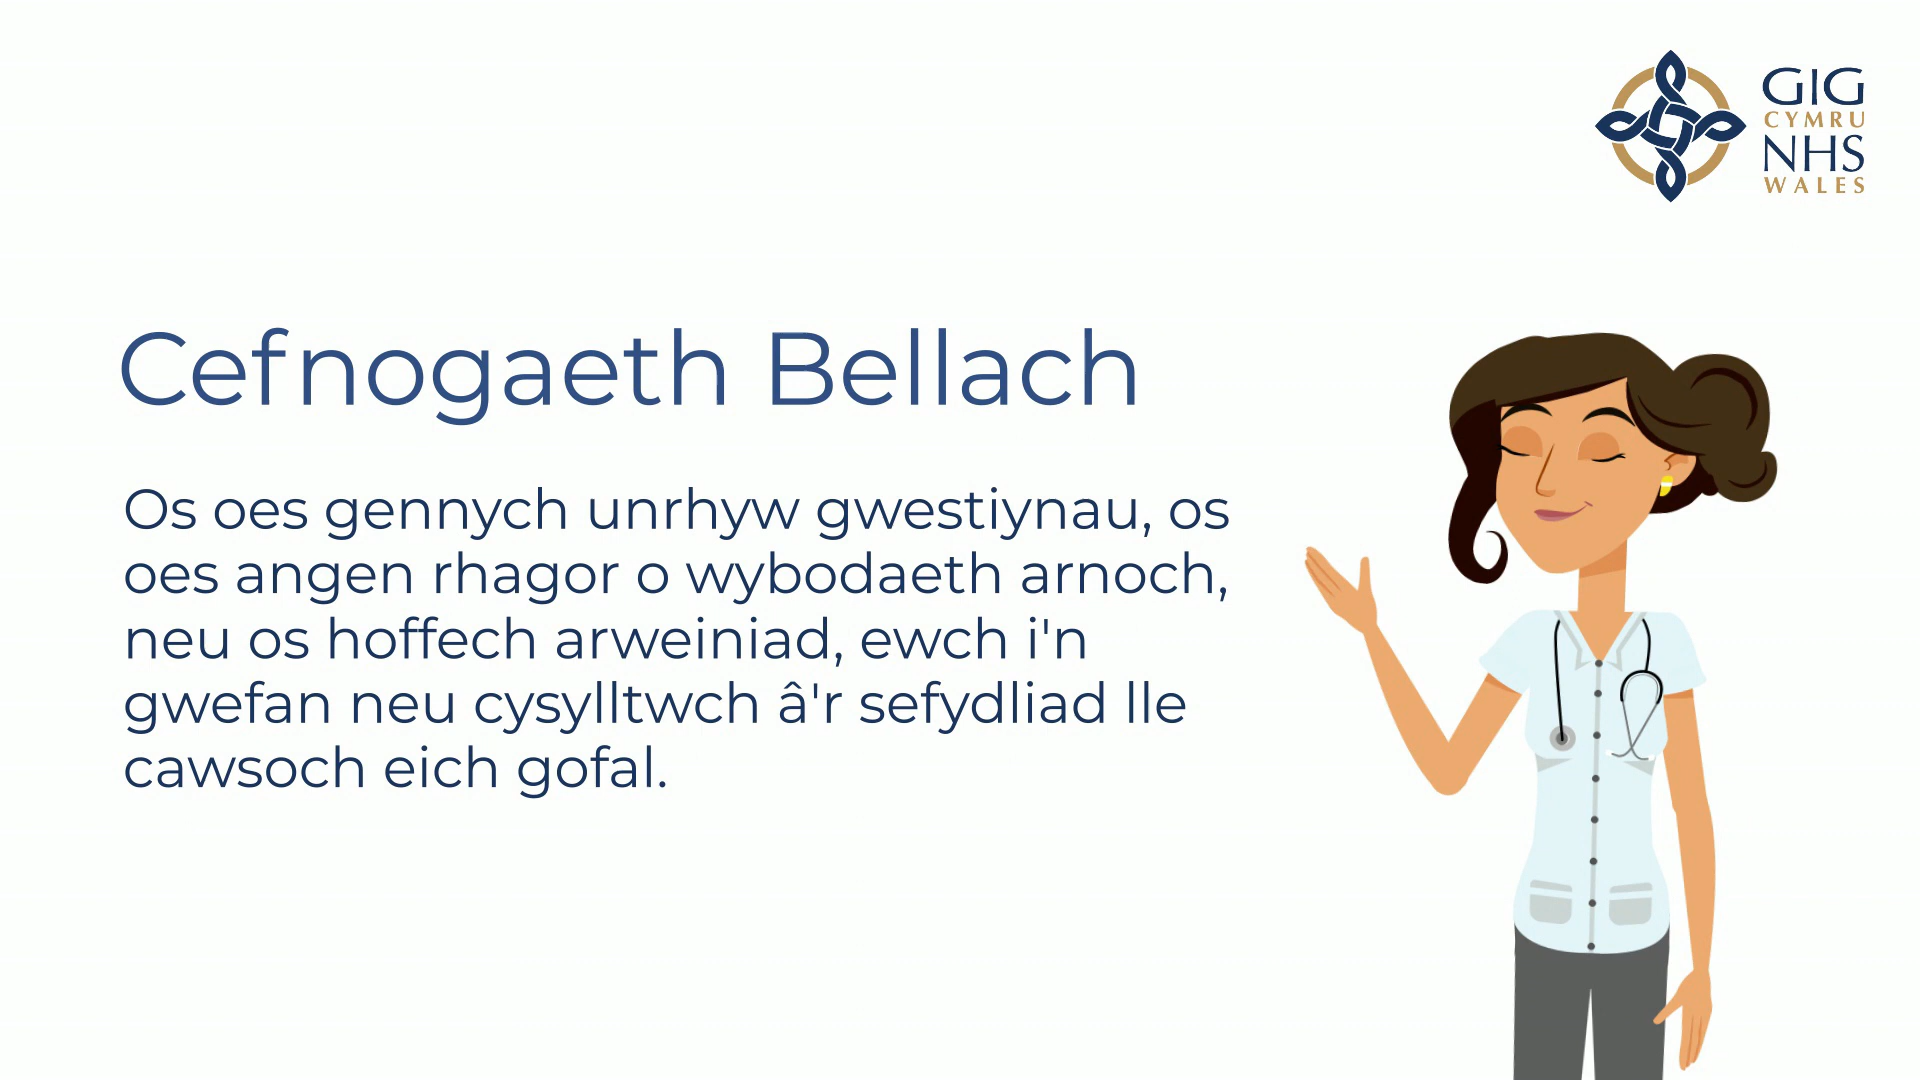 GIG
CYMRU
NHS
WALES
Cefnogaeth Bellach
Os oes gennych unrhyw gwestiynau, os
oes angen rhagor o wybodaeth arnoch,
neu os hoffech arweiniad, ewch i'n
gwefan neu cysylltwch â'r sefydliad lle
cawsoch eich gofal.